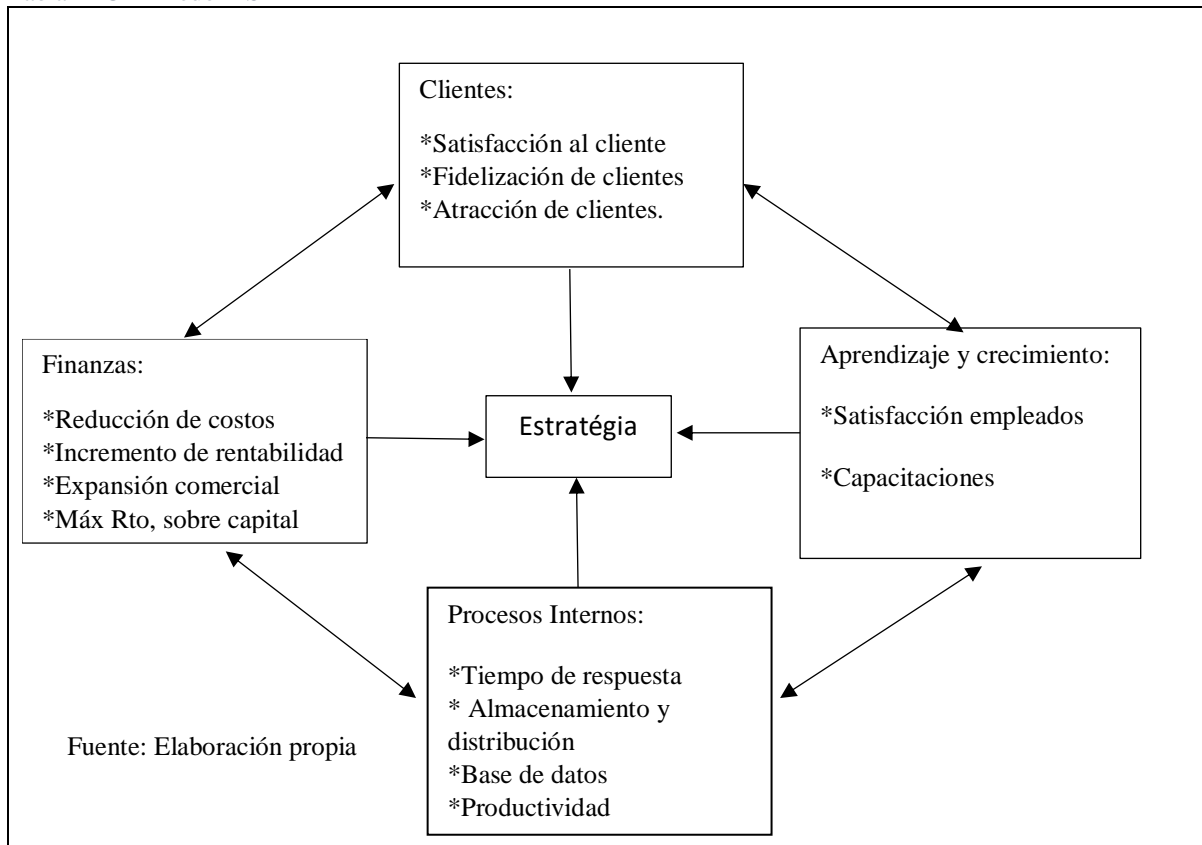 Clientes:
*Satisfacción al cliente
*Fidelización de clientes
*Atracción de clientes.
Finanzas:
*Reducción de costos
*Incremento de rentabilidad
*Expansión comercial
*Máx Rto, sobre capital
Estratégia
Aprendizaje y crecimiento:
*Satisfacción empleados
*Capacitaciones
Procesos Internos:
*Tiempo de respuesta
* Almacenamiento y
distribución
*Base de datos
*Productividad
Fuente: Elaboración propia